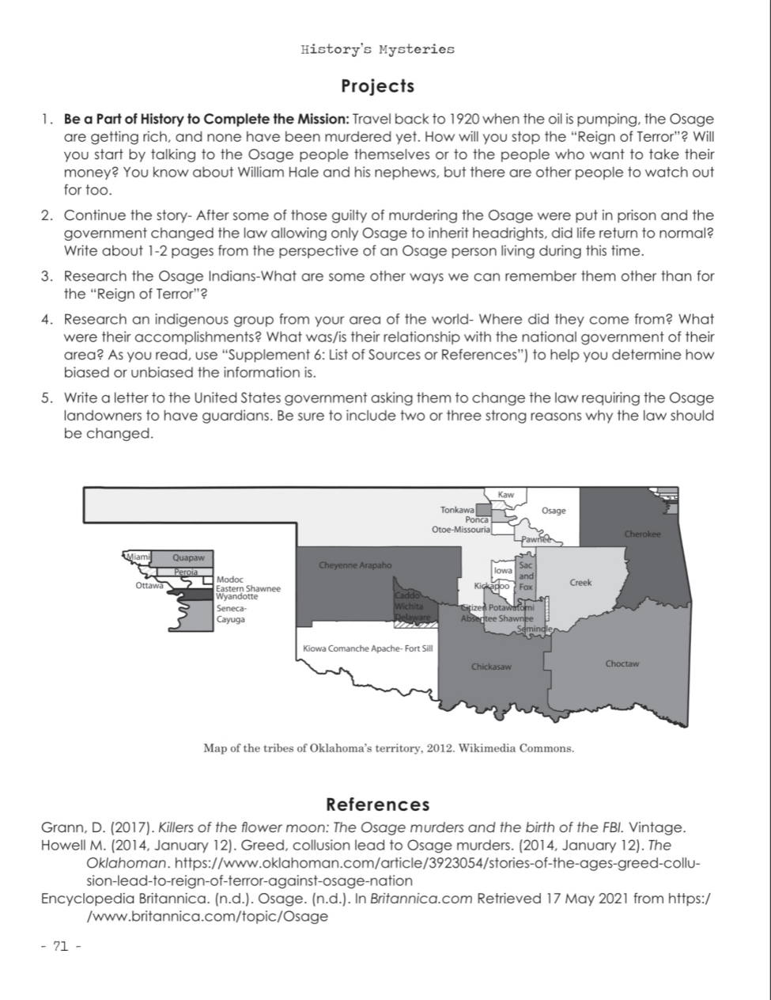 History's Mysteries
Projects
1. Be a Part of History to Complete the Mission: Travel back to 1920 when the oil is pumping, the Osage
are getting rich, and none have been murdered yet. How will you stop the “Reign of Terror”? Will
you start by talking to the Osage people themselves or to the people who want to take their
money? You know about William Hale and his nephews, but there are other people to watch out
for too.
2. Continue the story- After some of those guilty of murdering the Osage were put in prison and the
government changed the law allowing only Osage to inherit headrights, did life return to normal?
Write about 1-2 pages from the perspective of an Osage person living during this time.
3. Research the Osage Indians-What are some other ways we can remember them other than for
the “Reign of Terror”?
4. Research an indigenous group from your area of the world- Where did they come from? What
were their accomplishments? What was/is their relationship with the national government of their
area? As you read, use “Supplement 6: List of Sources or References”) to help you determine how
biased or unbiased the information is.
5. Write a letter to the United States government asking them to change the law requiring the Osage
landowners to have guardians. Be sure to include two or three strong reasons why the law should
be changed.
Kaw
Tonkawa
Ponca
Otoe-Missouria
Osage
Pawnee
Cherokee
Miami
Quapaw
Peroia
Ottawa
Modoc
Eastern Shawnee
Wyandotte
Seneca-
Cayuga
Cheyenne Arapaho
Iowa
Sac
and
Fox
Kickapoo
Creek
Caddo
Wichita
Delaware
Citizen Potawatomi
Absentee Shawnee
Seminole
Kiowa Comanche Apache- Fort Sill
Chickasaw
Choctaw
Map of the tribes of Oklahoma's territory, 2012. Wikimedia Commons.
References
Grann, D. (2017). Killers of the flower moon: The Osage murders and the birth of the FBI. Vintage.
Howell M. (2014, January 12). Greed, collusion lead to Osage murders. (2014, January 12). The
Oklahoman. https://www.oklahoman.com/article/3923054/stories-of-the-ages-greed-collu-
sion-lead-to-reign-of-terror-against-osage-nation
Encyclopedia Britannica. (n.d.). Osage. (n.d.). In Britannica.com Retrieved 17 May 2021 from https:/
/www.britannica.com/topic/Osage
- 71 -